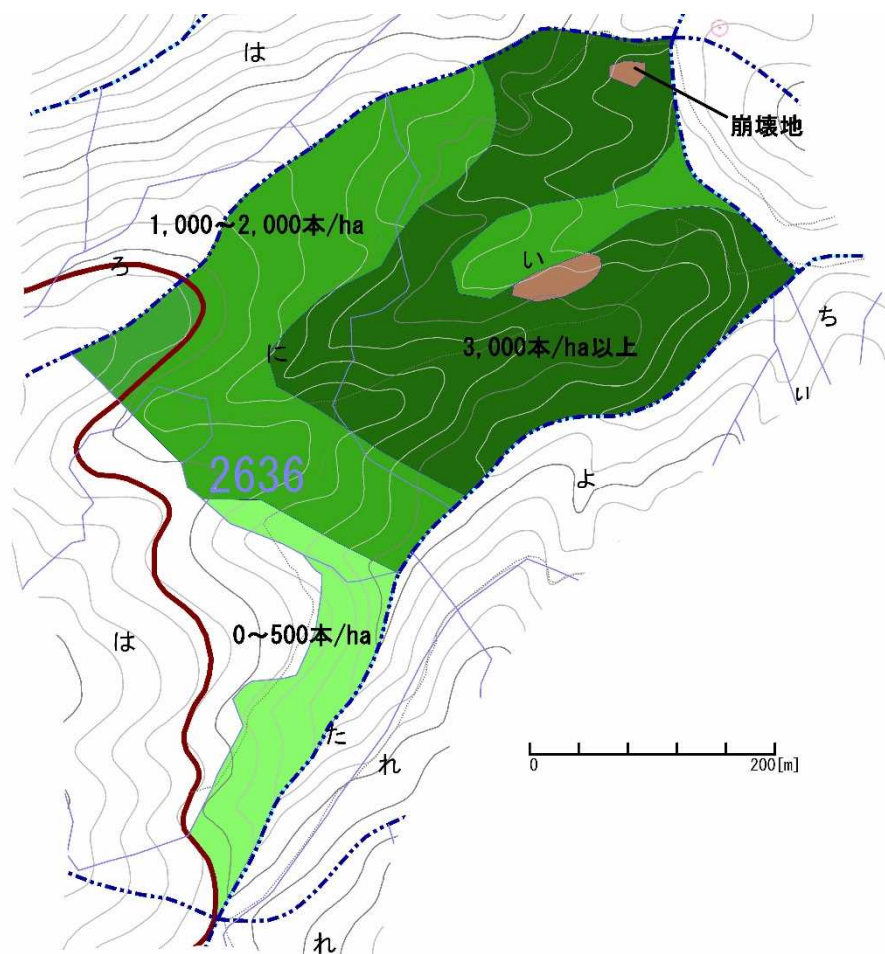 は
崩壊地
1,000～2,000本/ha
ろ
い
ち
に
3,000本/ha以上
い
2636
よ
は
0～500本/ha
た
れ
0 200[m]
れ